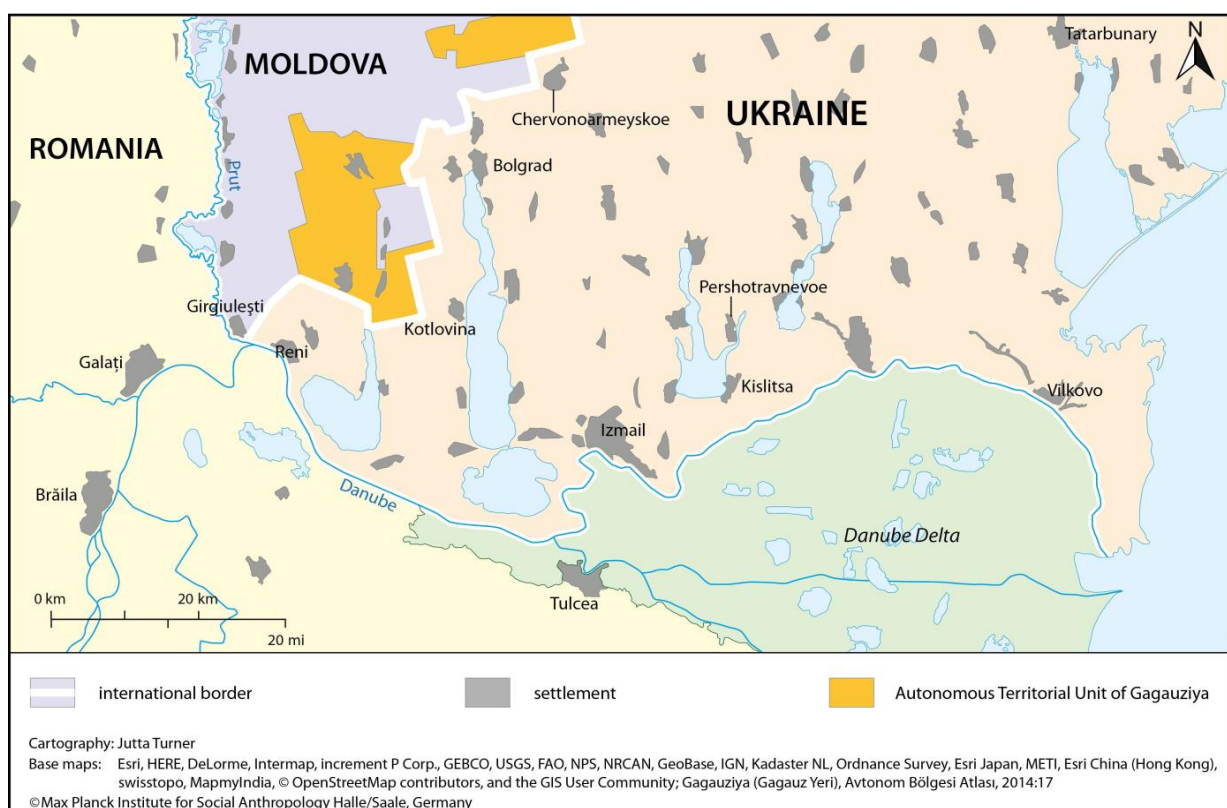 N
Tatarbunary
MOLDOVA
Chervonoarmeyskoe
UKRAINE
ROMANIA
Prut
Bolgrad
Girgiuleşti
Pershotravnevoe
Kotlovina
Reni
Galaţi
Kislitsa
Vilkovo
Izmail
Brăila
Danube
Danube Delta
0 km 20 km
20 mi
Tulcea
international border
settlement
Autonomous Territorial Unit of Gagauziya
Cartography: Jutta Turner
Base maps: Esri, HERE, DeLorme, Intermap, increment P Corp., GEBCO, USGS, FAO, NPS, NRCAN, GeoBase, IGN, Kadaster NL, Ordnance Survey, Esri Japan, METI, Esri China (Hong Kong),
swisstopo, MapmyIndia, © OpenStreetMap contributors, and the GIS User Community; Gagauziya (Gagauz Yeri), Avtonom Bölgesi Atlası, 2014:17
©Max Planck Institute for Social Anthropology Halle/Saale, Germany